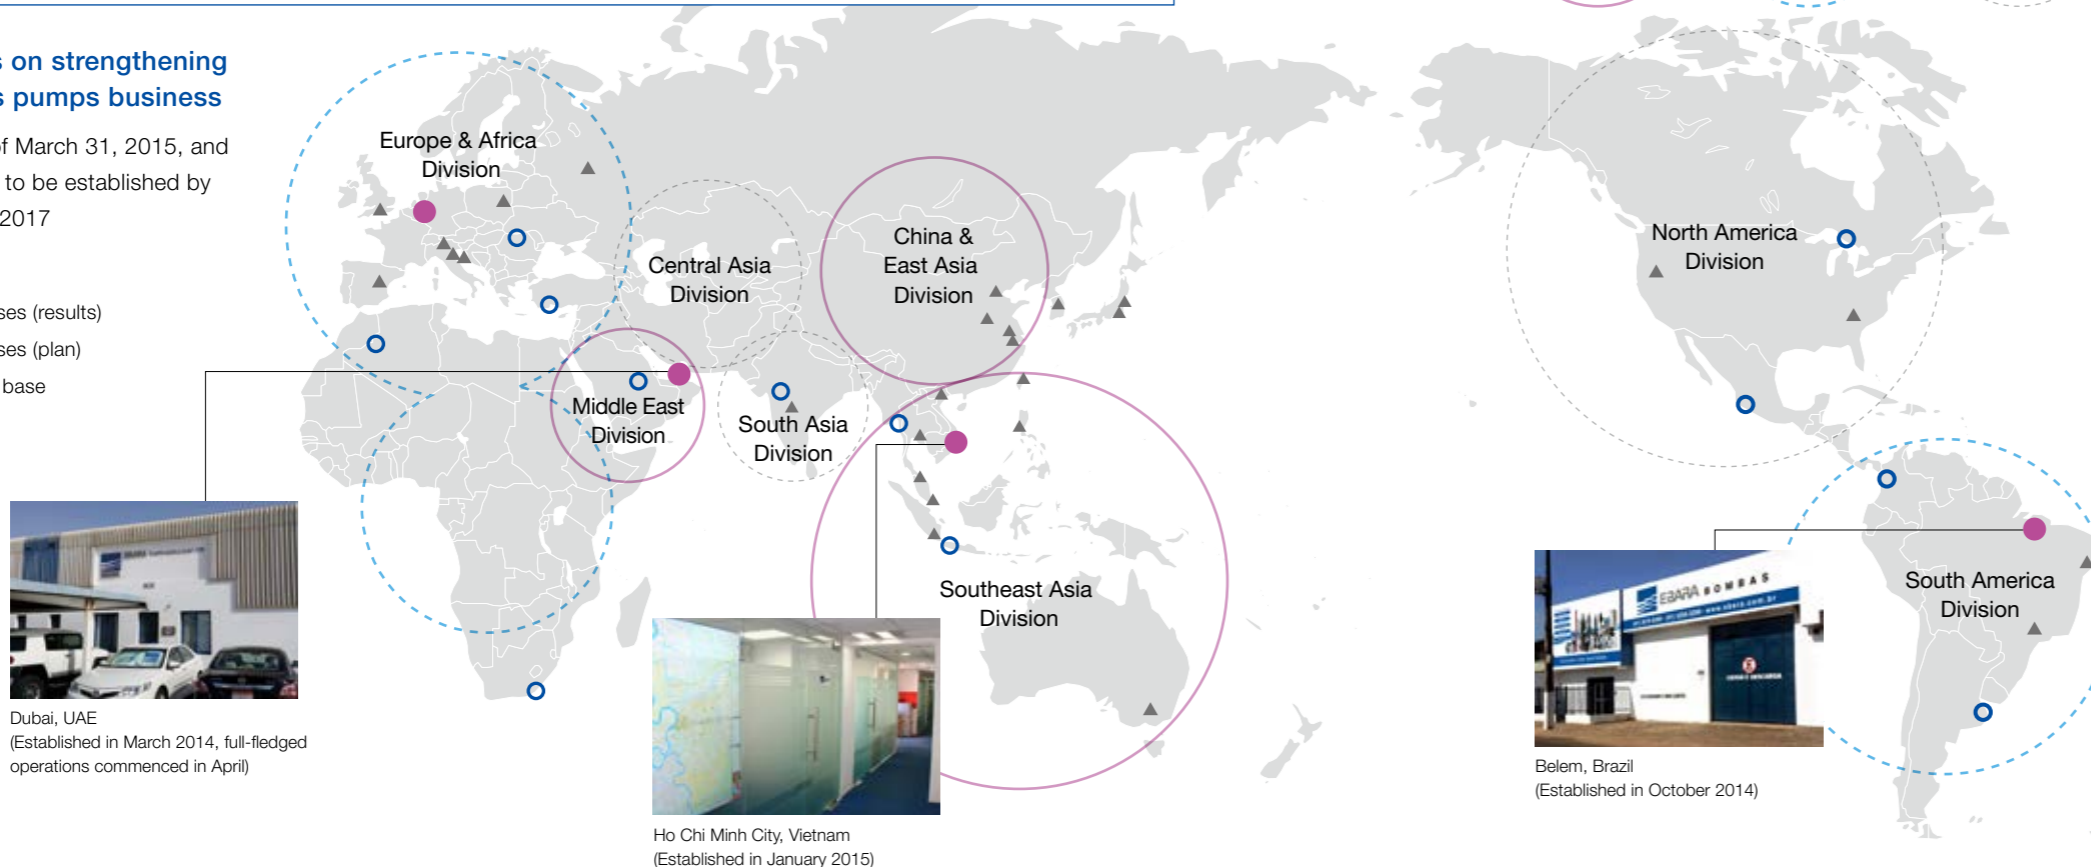 s on strengthening
s pumps business
of March 31, 2015, and
to be established by
2017
ses (results)
ses (plan)
base
Europe & Africa
Division
Central Asia
Division
China &
East Asia
Division
Middle East
Division
South Asia
Division
Southeast Asia
Division
North America
Division
South America
Division
EBARA
Dubai, UAE
(Established in March 2014, full-fledged
operations commenced in April)
Ho Chi Minh City, Vietnam
(Established in January 2015)
EBARA BOMBAS
Belem, Brazil
(Established in October 2014)